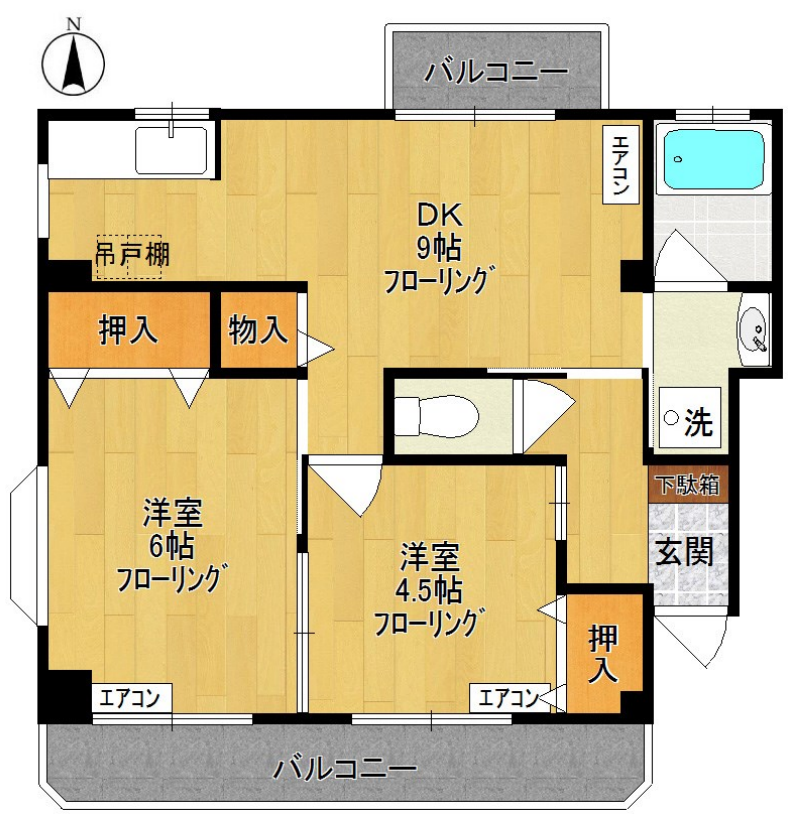 N
バルコニー
エアコン
DK
9帖
フローリング
吊戸棚
押入
物入
洗
下駄箱
玄関
洋室
6帖
フローリング
洋室
4.5帖
フローリング
押入
エアコン
エアコン
バルコニー